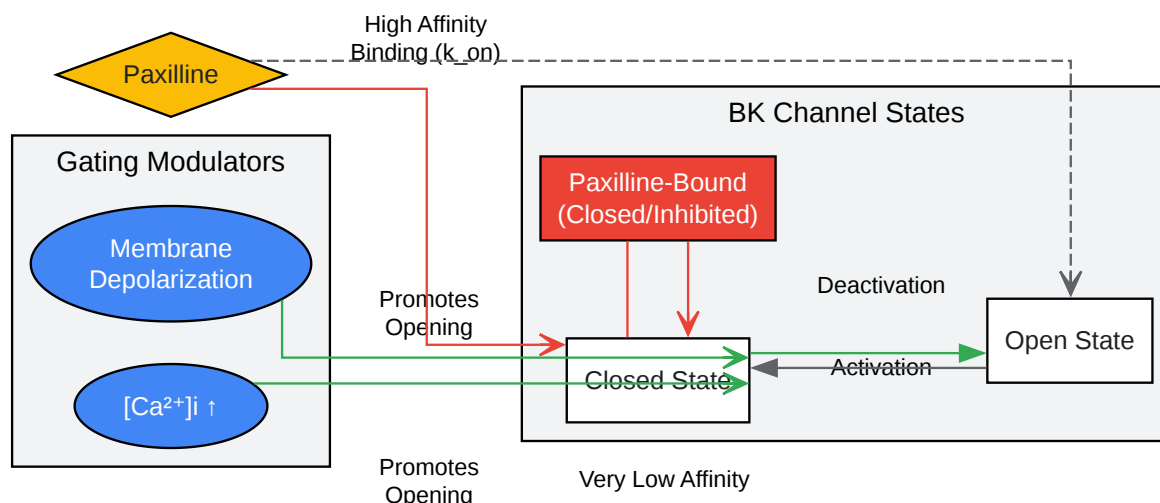 High Affinity
Binding (k_on)
Paxilline
BK Channel States
Gating Modulators
Paxilline-Bound
(Closed/Inhibited)
Membrane
Depolarization
Deactivation
Promotes
Opening
Open State
Activation
Closed State
[Ca²⁺]i ↑
Promotes
Opening
Very Low Affinity